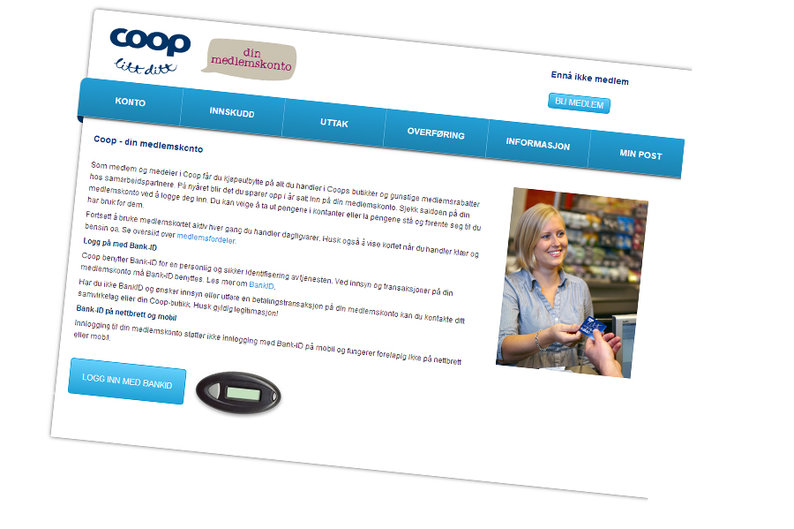 coop
litt ditt
din
medlemskonto
Ennå ikke medlem
BLI MEDLEM
KONTO
INNSKUDD
UTTAK
OVERFØRING
INFORMASJON
MIN POST
Coop - din medlemskonto
Som medlem og medeier i Coop får du kjøpeutbytte på alt du handler i Coops butikker og gunstige medlemsrabatter
hos samarbeidspartnere. På nyåret blir det du sparer opp i år satt inn på din medlemskonto. Sjekk saldoen på din
medlemskonto ved å logge deg inn. Du kan velge å ta ut pengene i kontanter eller la pengene stå og forrente seg til du
har bruk for dem.
Fortsett å bruke medlemskortet aktivt hver gang du handler dagligvarer. Husk også å vise kortet når du handler klær og
bensin oa. Se oversikt over medlemsfordeler.
Logg på med Bank-ID
Coop benytter Bank-ID for en personlig og sikker identifisering av tjenesten. Ved innsyn og transaksjoner på din
medlemskonto må Bank-ID benyttes. Les mer om BankID.
Har du ikke BankID og ønsker innsyn eller utføre en betalingstransaksjon på din medlemskonto kan du kontakte ditt
samvirkelag eller din Coop-butikk. Husk gyldig legitimasjon!
Bank-ID på nettbrett og mobil
Innlogging til din medlemskonto støtter ikke innlogging med Bank-ID på mobil og fungerer foreløpig ikke på nettbrett
eller mobil.
LOGG INN MED BANKID